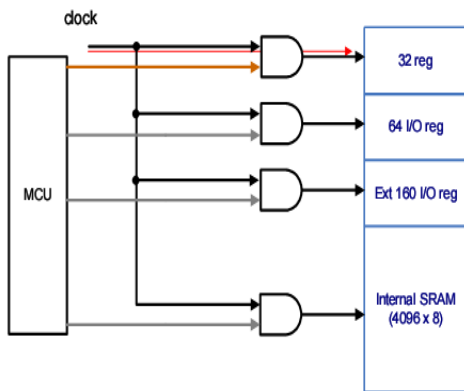 clock
32 reg
64 I/O reg
MCU
Ext 160 I/O reg
Internal SRAM
(4096 x 8)